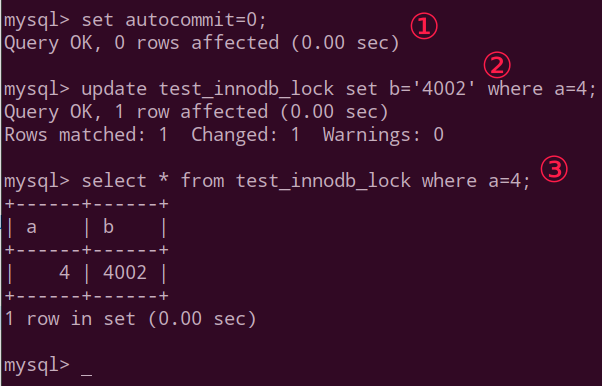 mysql> set autocommit=0; ①
Query OK, 0 rows affected (0.00 sec)
mysql> update test_innodb_lock set b='4002' where a=4; ②
Query OK, 1 row affected (0.00 sec)
Rows matched: 1  Changed: 1  Warnings: 0
mysql> select * from test_innodb_lock where a=4; ③
+------+------+
| a    | b    |
+------+------+
|    4 | 4002 |
+------+------+
1 row in set (0.00 sec)
mysql> _